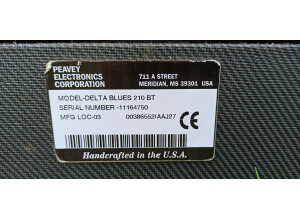 PEAVEY
ELECTRONICS
CORPORATION
711 A STREET
MERIDIAN, MS 39301 USA
MODEL-DELTA BLUES 210 BT
SERIAL NUMBER -11164750
MFG LOC-03 00386552/AAJ27 CE
Handcrafted in the U.S.A.